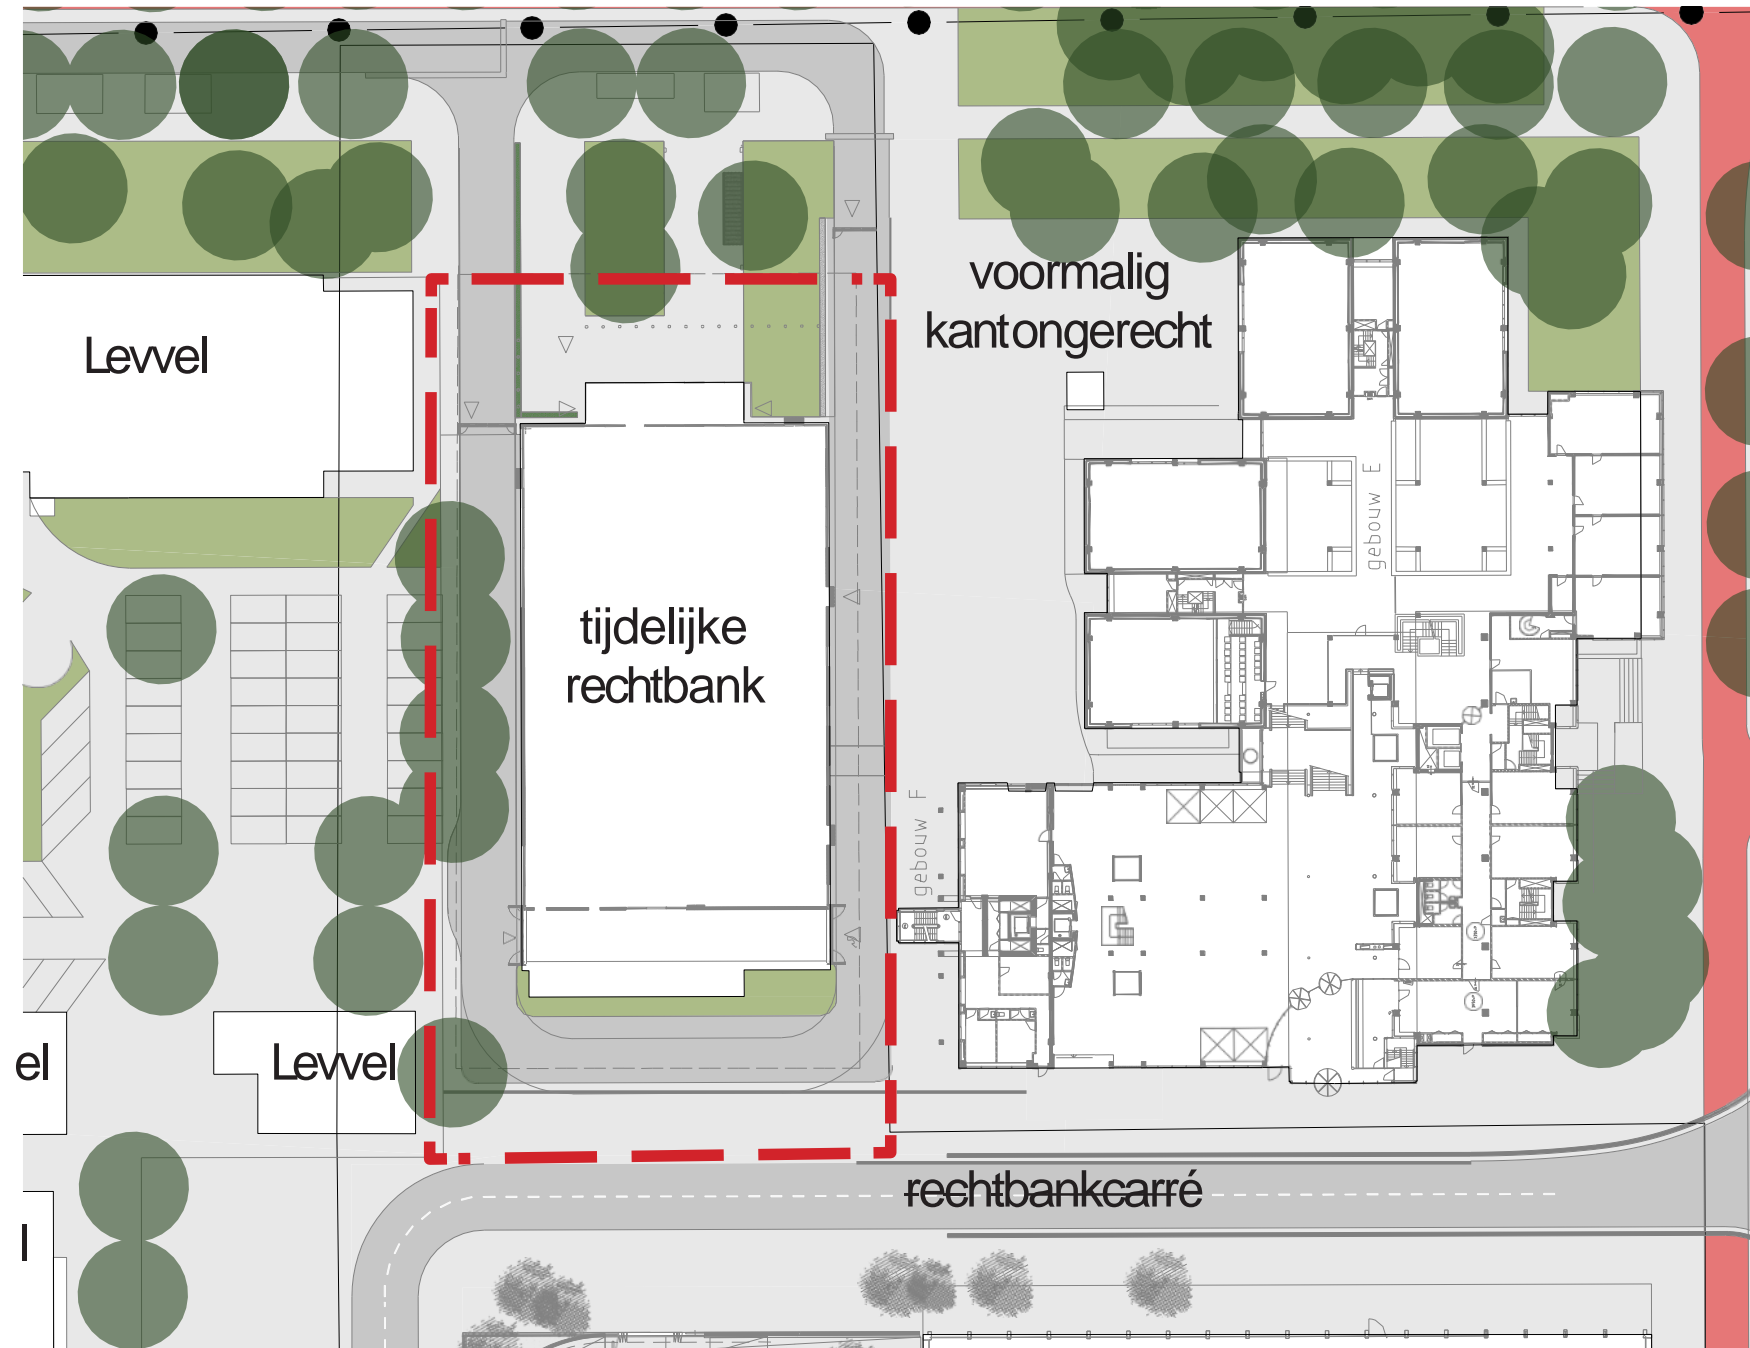 voormalig
kantongerecht
Levvel
gebouw E
tijdelijke
rechtbank
gebouw F
el
Levvel
rechtbankcarré
l